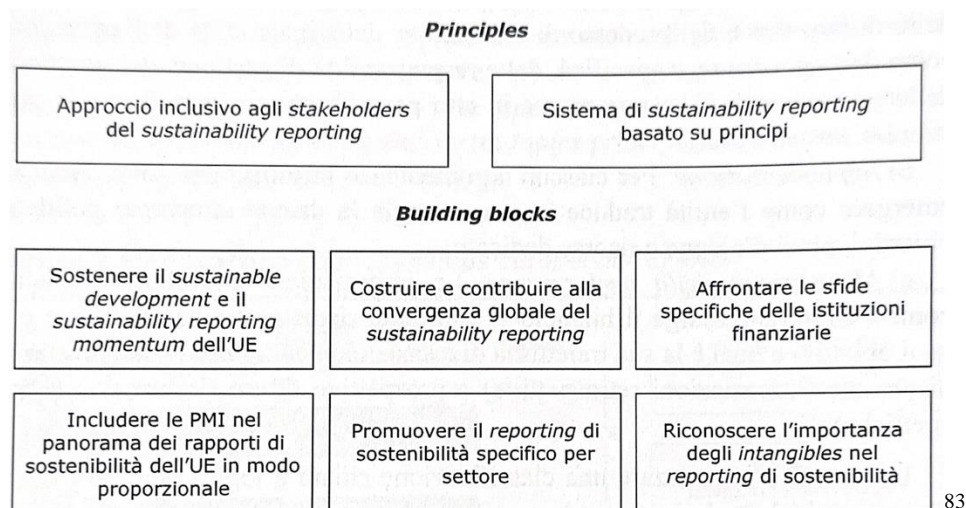 Principles
Approccio inclusivo agli stakeholders
del sustainability reporting
Sistema di sustainability reporting
basato su principi
Building blocks
Sostenere il sustainable
development e il
sustainability reporting
momentum dell'UE
Costruire e contribuire alla
convergenza globale del
sustainability reporting
Affrontare le sfide
specifiche delle istituzioni
finanziarie
Includere le PMI nel
panorama dei rapporti di
sostenibilità dell'UE in modo
proporzionale
Promuovere il reporting di
sostenibilità specifico per
settore
Riconoscere l'importanza
degli intangibles nel
reporting di sostenibilità
83